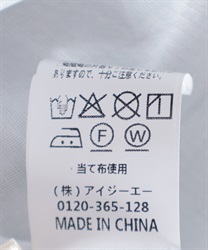 ありますので、十分ご注意ください。
F
W
当て布使用
(株)アイジーエー
0120-365-128
MADE IN CHINA